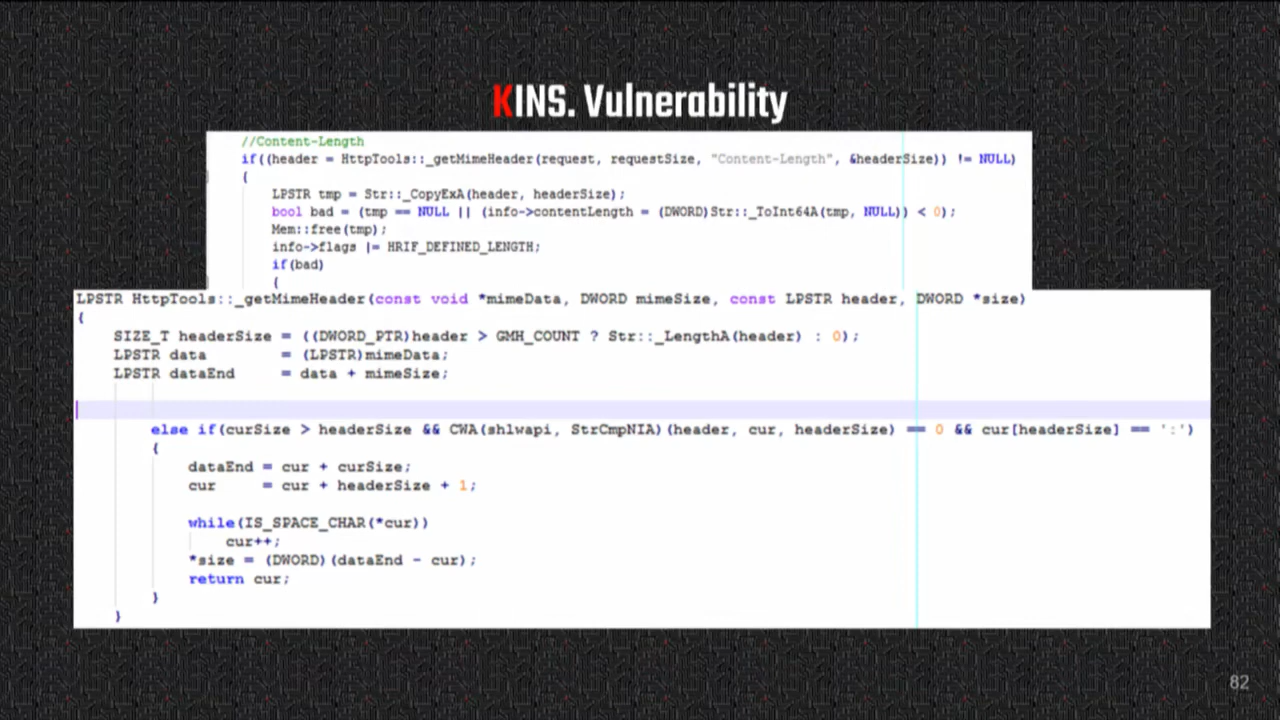 KINS. Vulnerability
//Content-Length
if((header = HttpTools::_getMimeHeader(request, requestSize, "Content-Length", &headerSize)) != NULL)
{
LPSTR tmp = Str::_CopyExA(header, headerSize);
bool bad = (tmp == NULL || (info->contentLength = (DWORD)Str::_ToInt64A(tmp, NULL)) < 0);
Mem::free(tmp);
info->flags |= HRIF_DEFINED_LENGTH;
if(bad)
{
LPSTR HttpTools::_getMimeHeader(const void *mimeData, DWORD mimeSize, const LPSTR header, DWORD *size)
{
SIZE_T headerSize = ((DWORD_PTR)header > GMH_COUNT ? Str::_LengthA(header) : 0);
LPSTR data = (LPSTR)mimeData;
LPSTR dataEnd = data + mimeSize;
else if(curSize > headerSize && CWA(shlwapi, StrCmpNIA)(header, cur, headerSize) == 0 && cur[headerSize] == ':')
{
dataEnd = cur + curSize;
cur = cur + headerSize + 1;
while(IS_SPACE_CHAR(*cur))
cur++;
*size = (DWORD)(dataEnd - cur);
return cur;
}
}
82